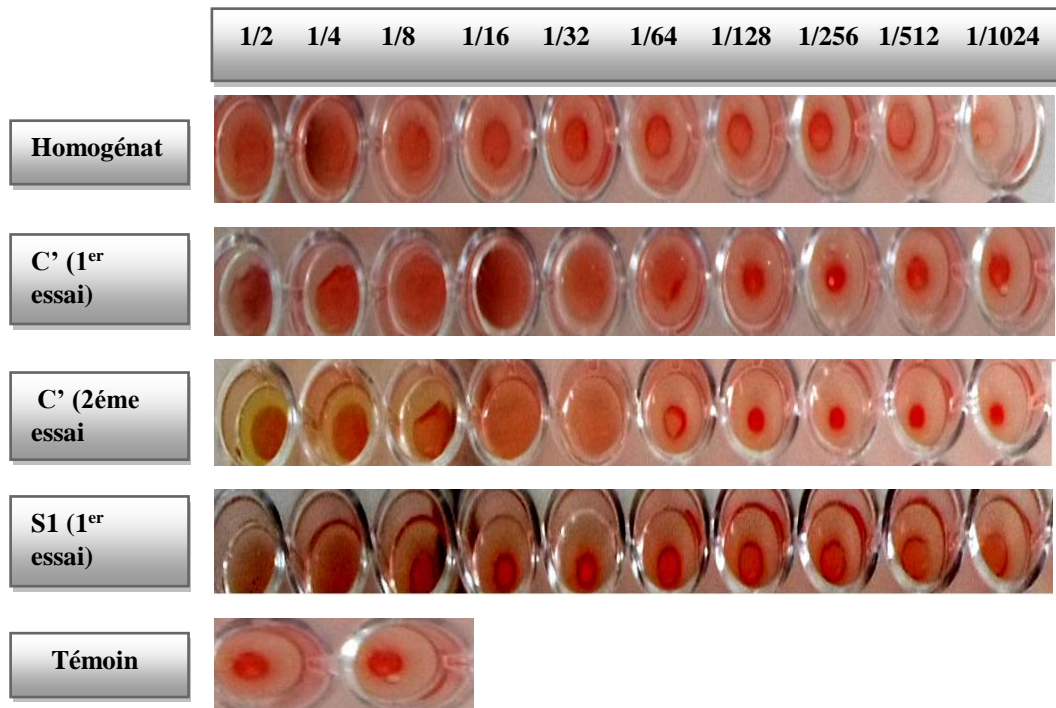 1/2 1/4 1/8 1/16 1/32 1/64 1/128 1/256 1/512 1/1024
Homogénat
C’ (1er
essai)
C’ (2éme
essai
S1 (1er
essai)
Témoin